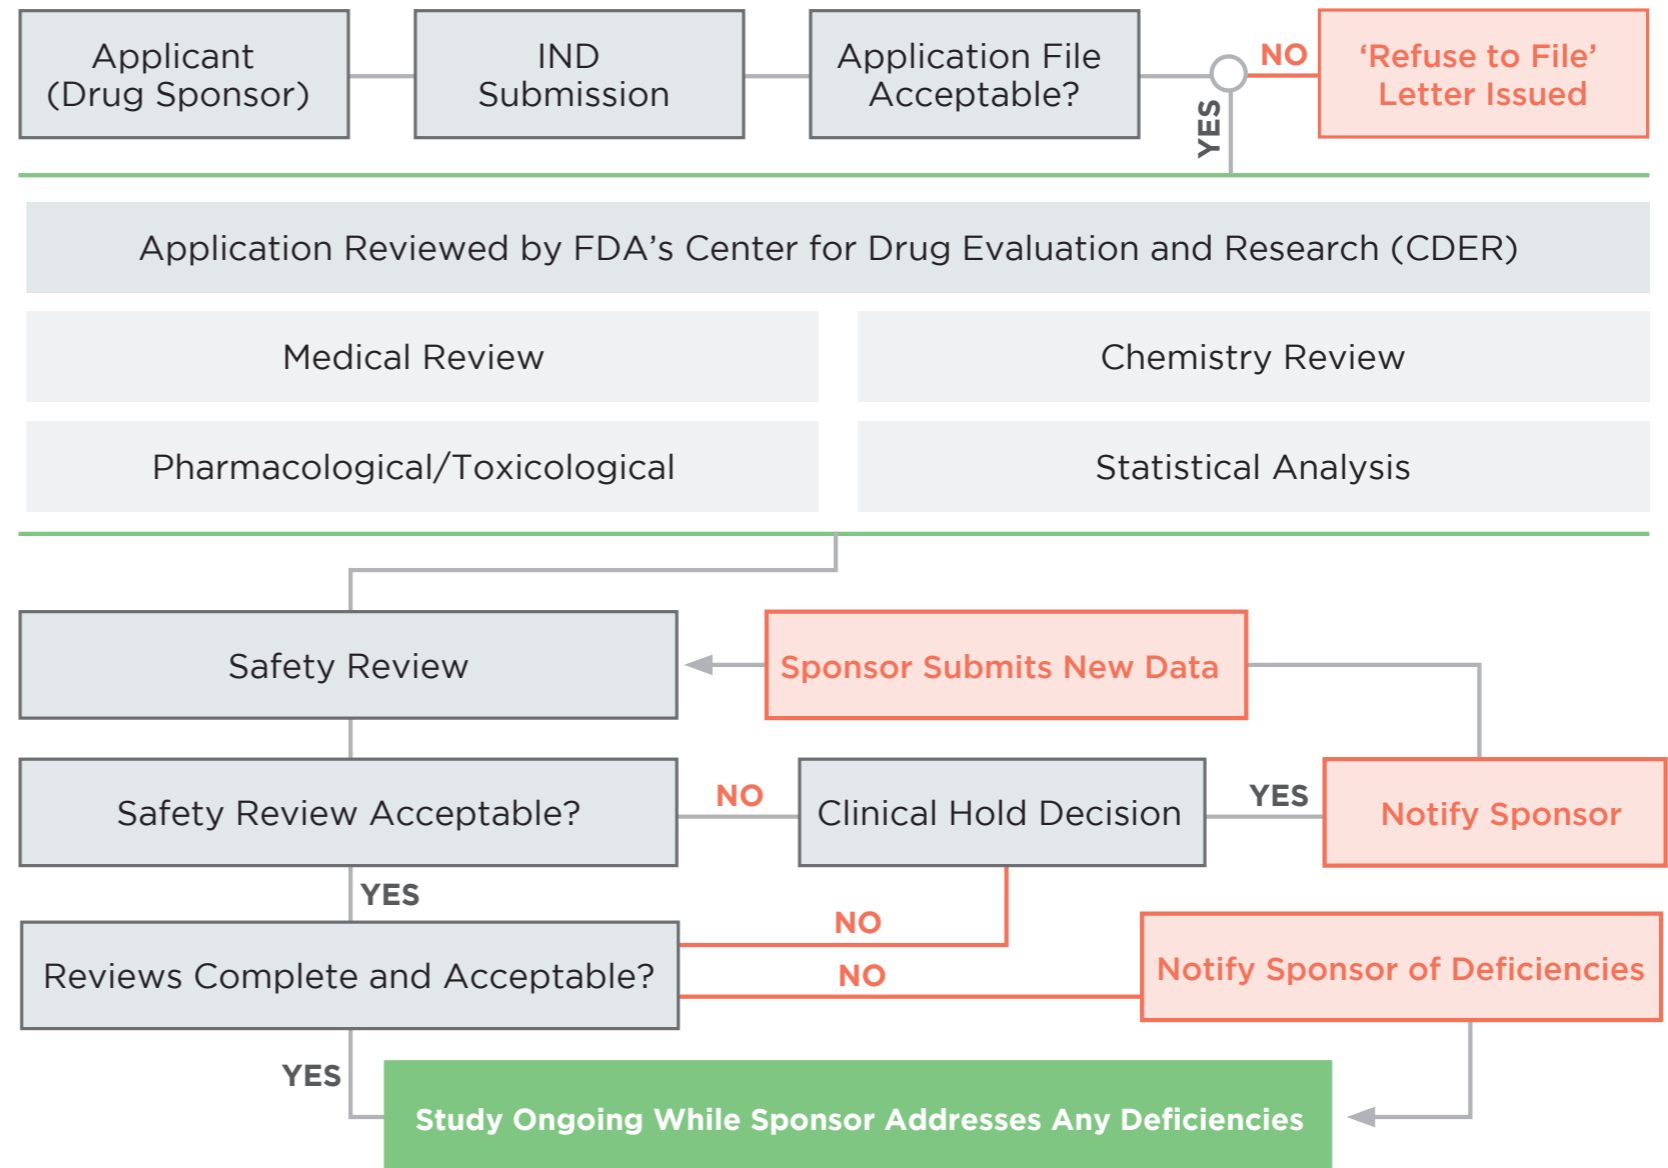 Applicant
(Drug Sponsor)
IND
Submission
Application File
Acceptable?
NO
YES
‘Refuse to File’
Letter Issued
Application Reviewed by FDA’s Center for Drug Evaluation and Research (CDER)
Medical Review
Chemistry Review
Pharmacological/Toxicological
Statistical Analysis
Safety Review
Sponsor Submits New Data
Safety Review Acceptable?
NO
Clinical Hold Decision
YES
Notify Sponsor
YES
NO
Reviews Complete and Acceptable?
NO
Notify Sponsor of Deficiencies
YES
Study Ongoing While Sponsor Addresses Any Deficiencies